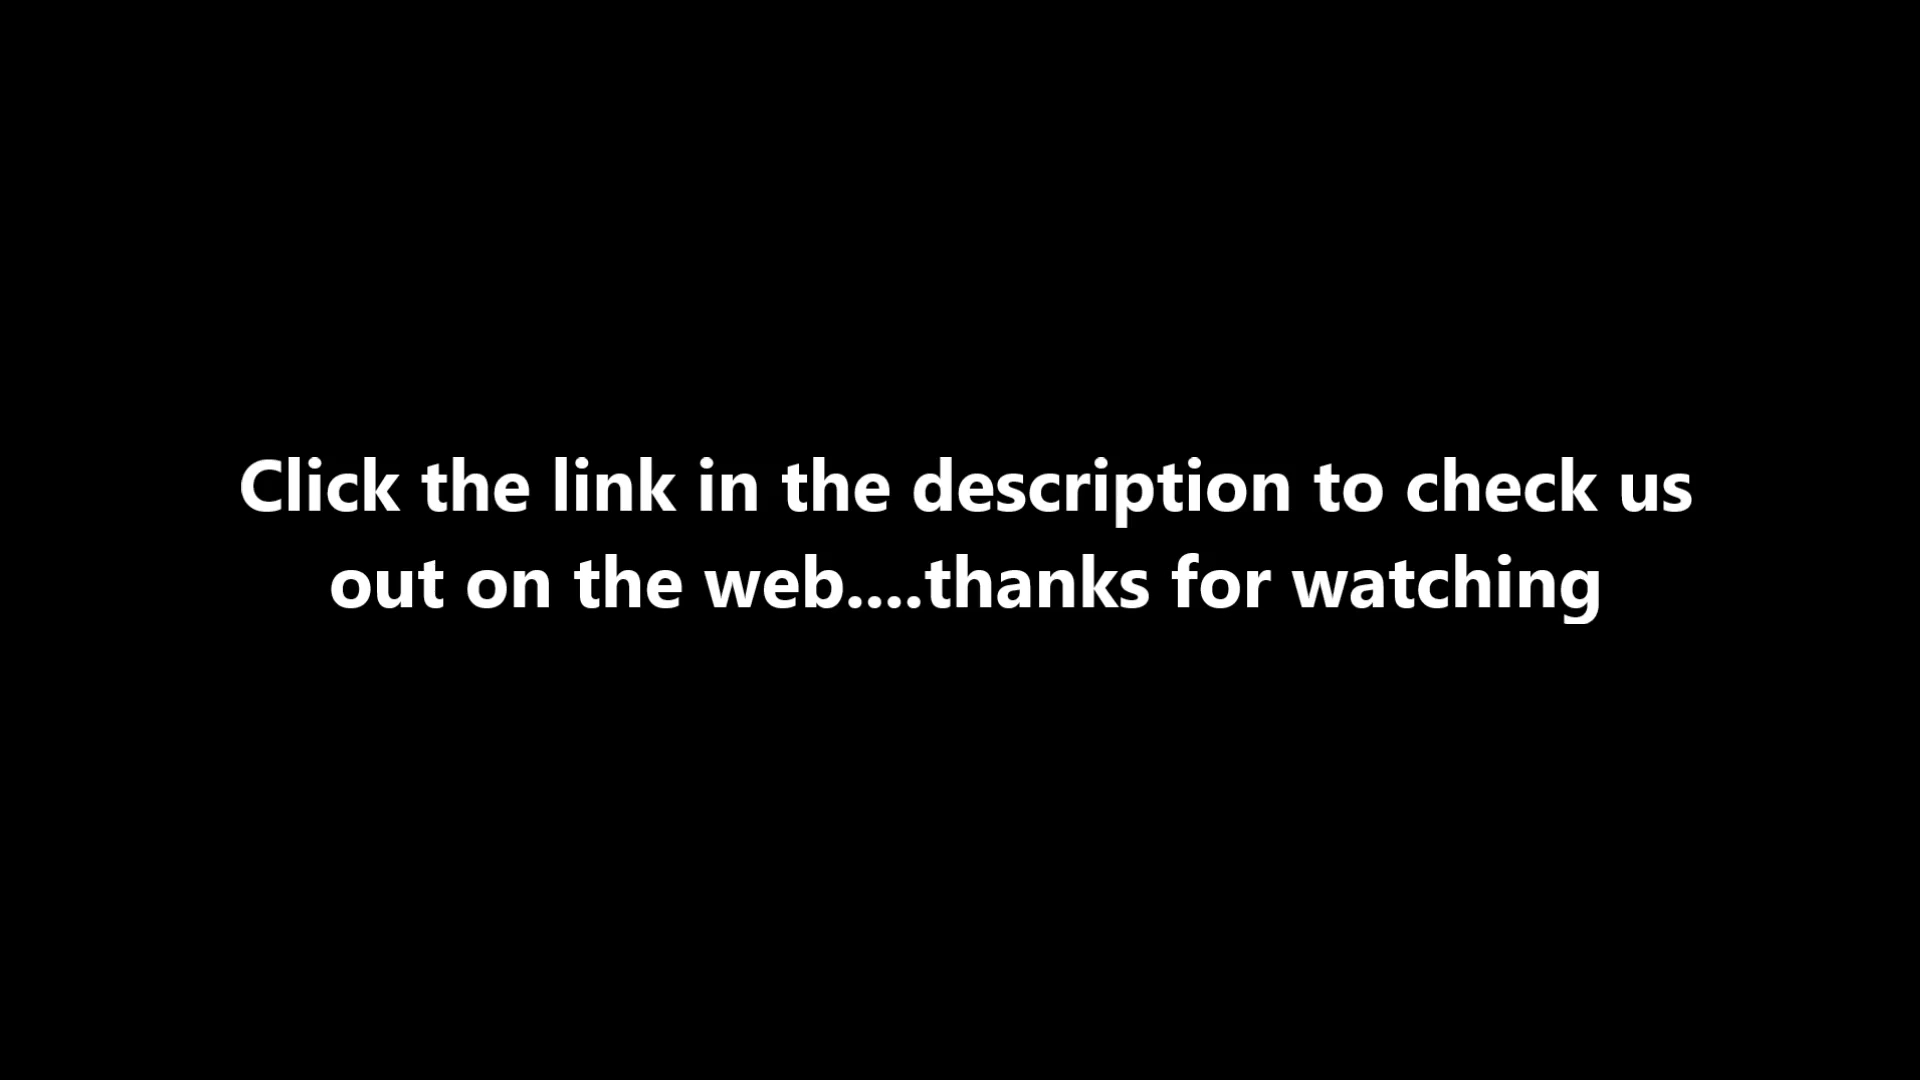 Click the link in the description to check us
out on the web....thanks for watching